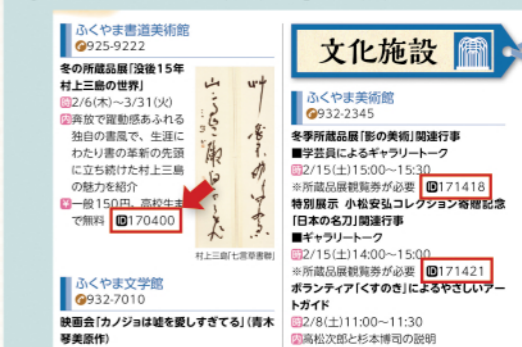 ふくやま書道美術館
925-9222
冬の所蔵品展「没後15年
村上三島の世界」
時2/6(木)~3/31(火)
内奔放で躍動感あふれる
独自の書風で、生涯に
わたり書の革新の先頭
に立ち続けた村上三島
の魅力を紹介
¥一般150円、高校生ま
で無料 ID170400
村上三島「七言草書聯」
ふくやま文学館
932-7010
映画会「カノジョは嘘を愛しすぎてる」(青木
琴美原作)
文化施設
ふくやま美術館
932-2345
冬季所蔵品展「影の美術」関連行事
■学芸員によるギャラリートーク
時2/15(土)15:00~15:30
※所蔵品展観覧券が必要 ID171418
特別展示 小松安弘コレクション寄贈記念
「日本の名刀」関連行事
■ギャラリートーク
時2/15(土)14:00~15:00
※所蔵品展観覧券が必要 ID171421
ボランティア「くすのき」によるやさしいアー
トガイド
時2/8(土)11:00~11:30
内高松次郎と杉本博司の説明